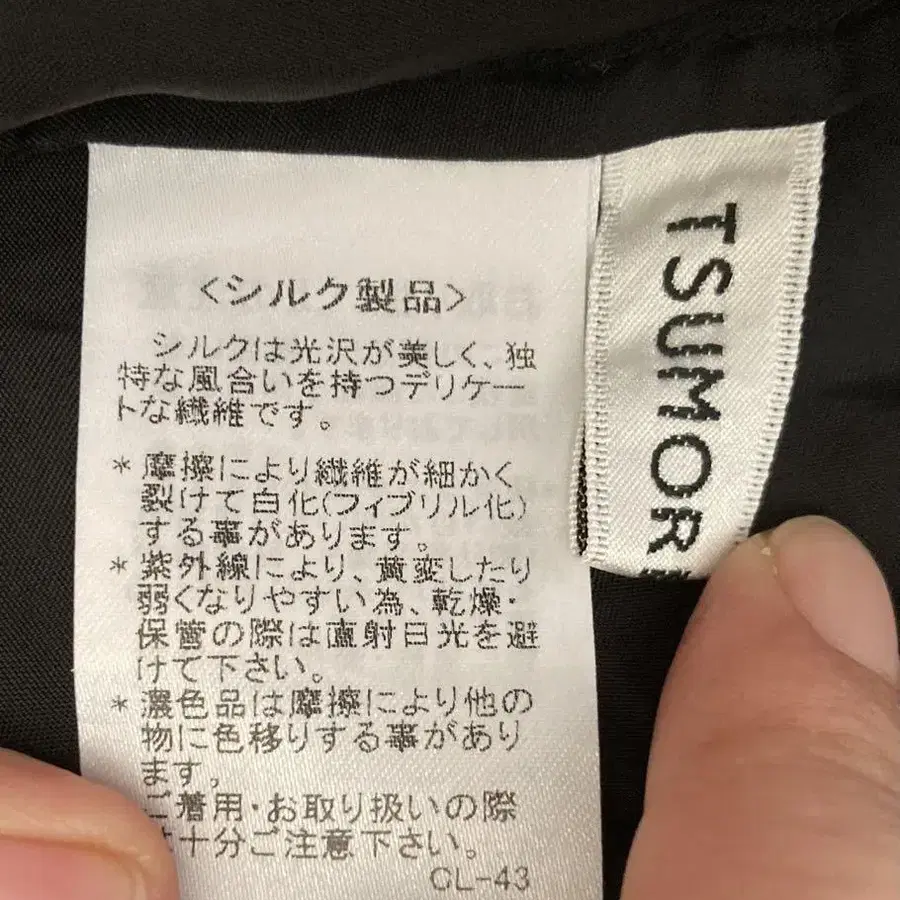 <シルク製品>
シルクは光沢が美しく、独
特な風合いを持つデリケー
トな繊維です。
* 摩擦により繊維が細かく
裂けて白化(フィブリル化)
する事があります。
* 紫外線により、黄変したり
弱くなりやすい為、乾燥・
保管の際は直射日光を避
けて下さい。
* 濃色品は摩擦により他の
物に色移りする事があり
ます。
ご着用・お取り扱いの際
十分ご注意下さい。
CL-43
TSUMOR